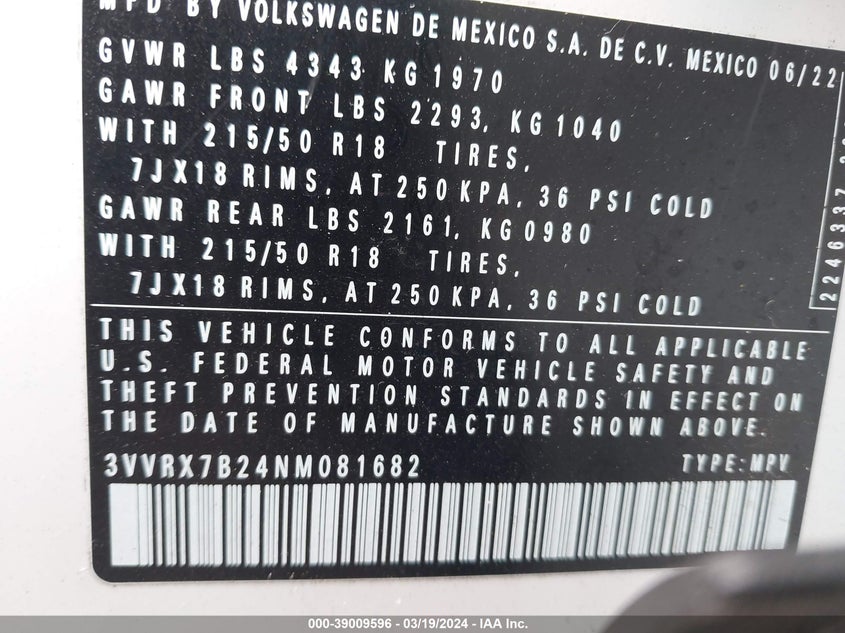 MFD BY VOLKSWAGEN DE MEXICO S.A. DE C.V. MEXICO 06/22
GVWR LBS 4343 KG 1970
GAWR FRONT LBS 2293, KG 1040
WITH 215/50 R18 TIRES,
7JX18 RIMS, AT 250 KPA, 36 PSI COLD
GAWR REAR LBS 2161, KG 0980
WITH 215/50 R18 TIRES,
7JX18 RIMS, AT 250 KPA, 36 PSI COLD
2246337
THIS VEHICLE CONFORMS TO ALL APPLICABLE
U.S. FEDERAL MOTOR VEHICLE SAFETY AND
THEFT PREVENTION STANDARDS IN EFFECT ON
THE DATE OF MANUFACTURE SHOWN ABOVE.
3VVRX7B24NM081682 TYPE:MPV
000-39009596 - 03/19/2024 - IAA Inc.